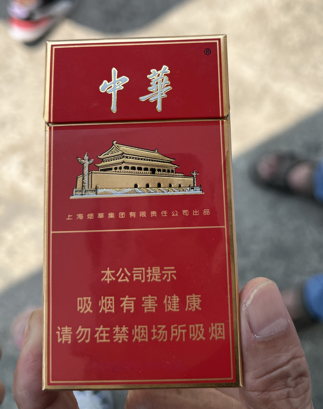 中華
上海烟草集团有限责任公司出品
本公司提示
吸烟有害健康
请勿在禁烟场所吸烟